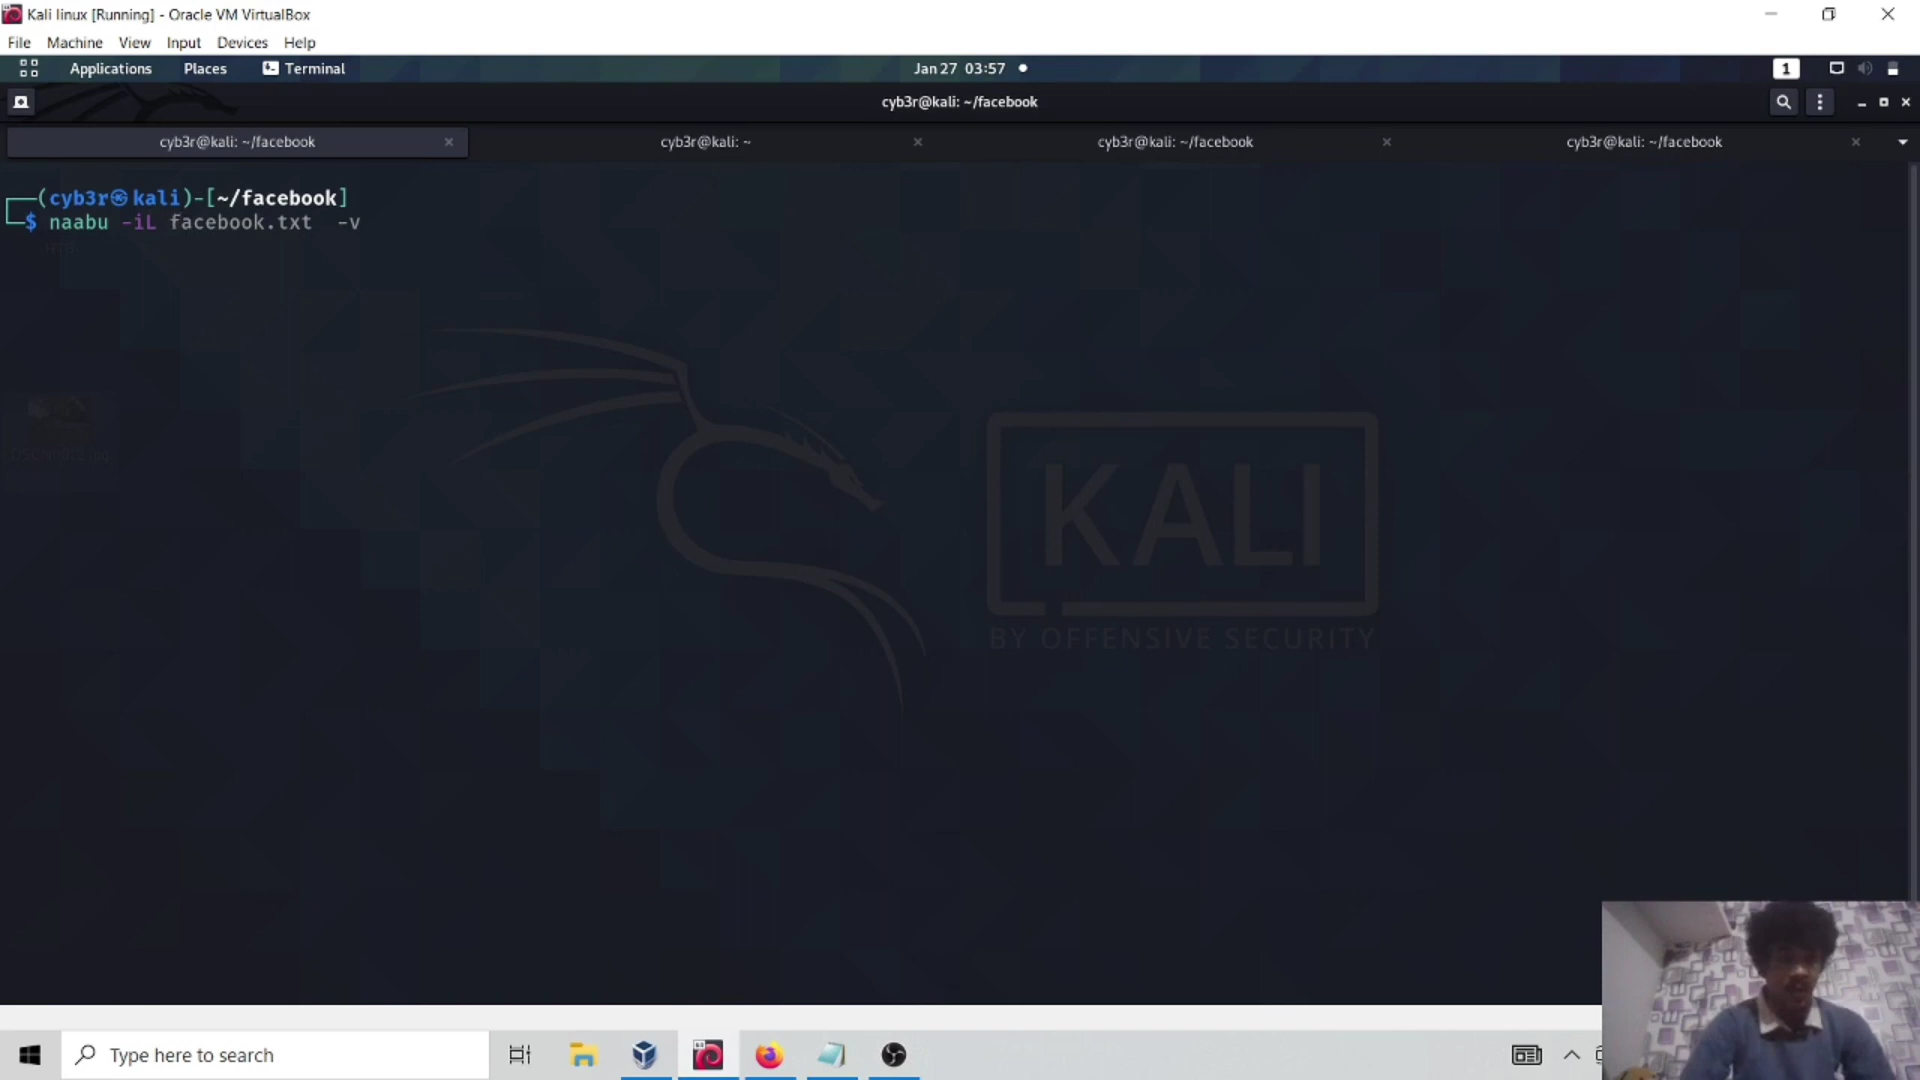 Kali linux [Running] - Oracle VM VirtualBox
File Machine View Input Devices Help
Applications Places Terminal Jan 27 03:57 1
cyb3r@kali: ~/facebook
cyb3r@kali: ~/facebook cyb3r@kali: ~ cyb3r@kali: ~/facebook cyb3r@kali: ~/facebook
┌──(cyb3r㉿kali)-[~/facebook]
└─$ naabu -iL facebook.txt  -v
KALI
BY OFFENSIVE SECURITY
Type here to search